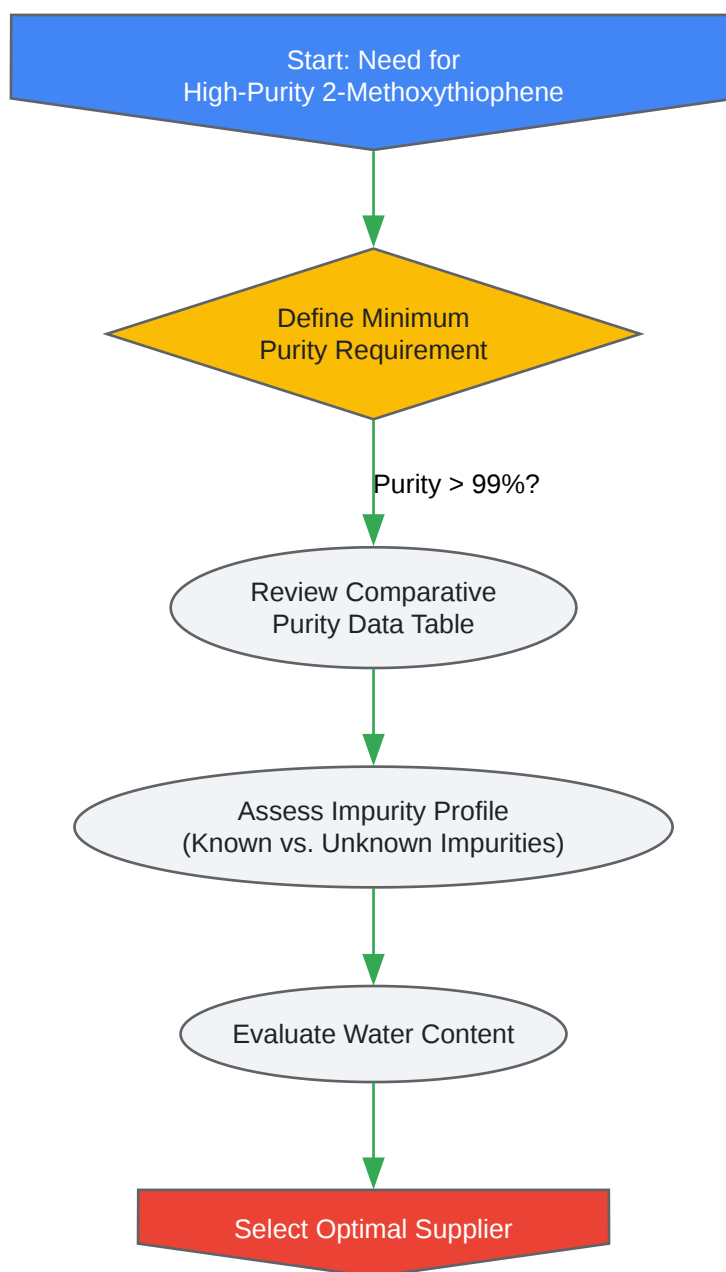 Start: Need for
High-Purity 2-Methoxythiophene
Define Minimum
Purity Requirement
Purity > 99%?
Review Comparative
Purity Data Table
Assess Impurity Profile
(Known vs. Unknown Impurities)
Evaluate Water Content
Select Optimal Supplier